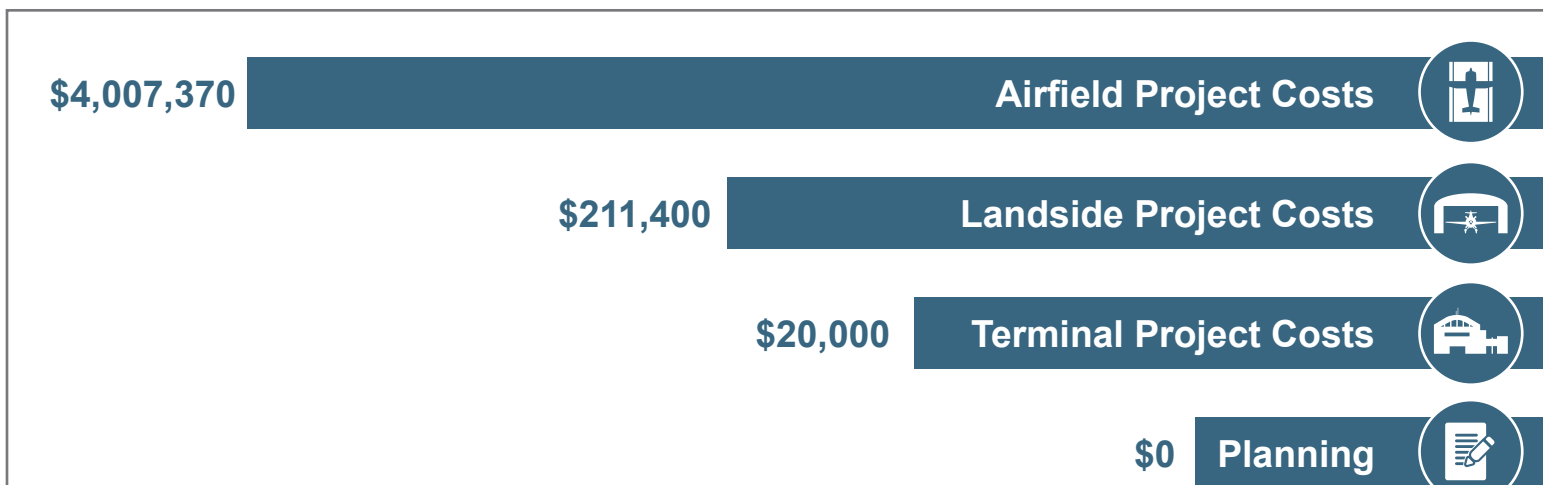 $4,007,370 Airfield Project Costs
$211,400 Landside Project Costs
$20,000 Terminal Project Costs
$0 Planning